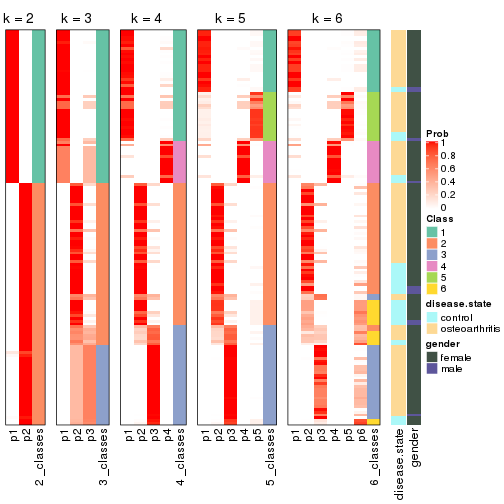 k = 2 k = 3 k = 4 k = 5 k = 6
Prob
1
0.8
0.6
0.4
0.2
0
Class
1
2
3
4
5
6
disease.state
control
osteoarthritis
gender
female
male
p1 p2 2_classes p1 p2 p3 3_classes p1 p2 p3 p4 4_classes p1 p2 p3 p4 p5 5_classes p1 p2 p3 p4 p5 p6 6_classes disease.state gender